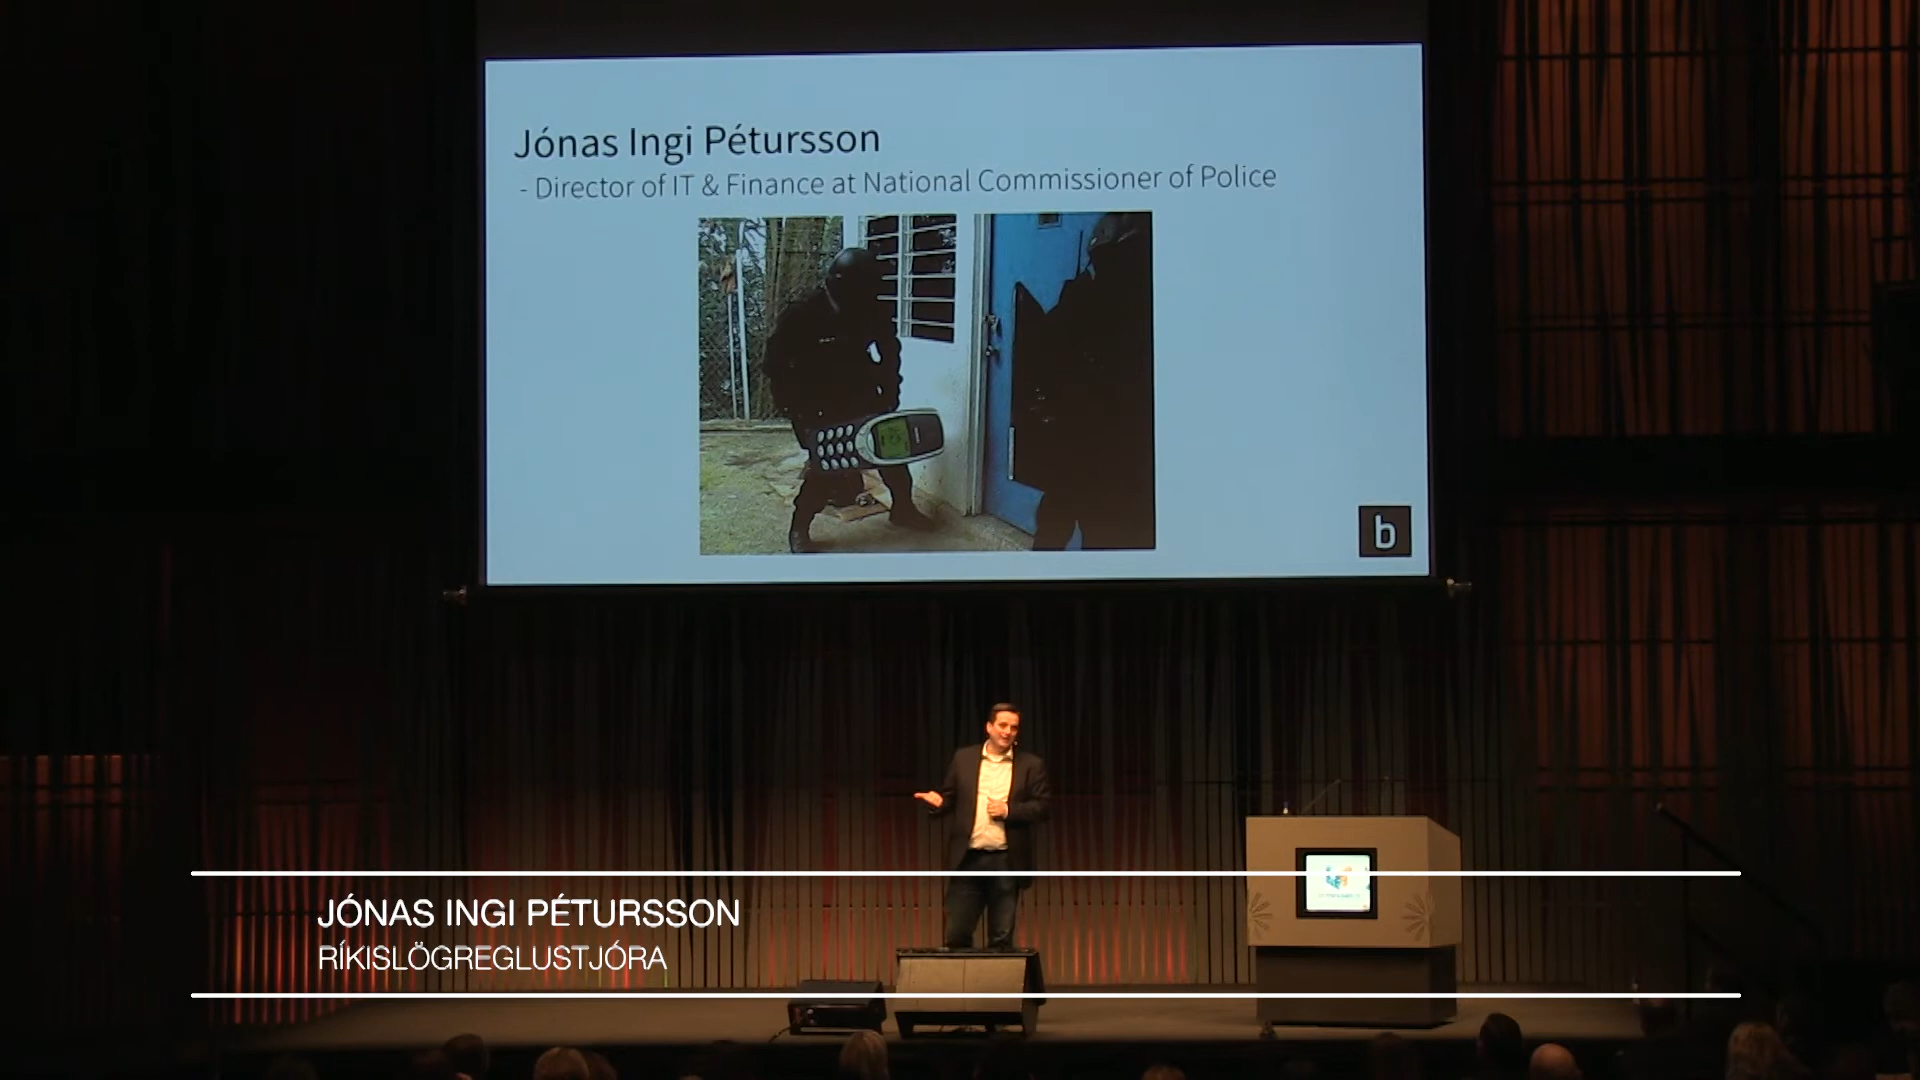 Jónas Ingi Pétursson
- Director of IT & Finance at National Commissioner of Police
b
JÓNAS INGI PÉTURSSON
RÍKISLÖGREGLUSTJÓRA